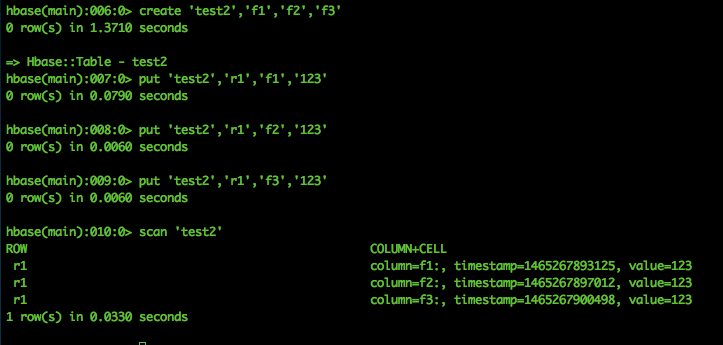 hbase(main):006:0> create 'test2','f1','f2','f3'
0 row(s) in 1.3710 seconds
=> Hbase::Table - test2
hbase(main):007:0> put 'test2','r1','f1','123'
0 row(s) in 0.0790 seconds
hbase(main):008:0> put 'test2','r1','f2','123'
0 row(s) in 0.0060 seconds
hbase(main):009:0> put 'test2','r1','f3','123'
0 row(s) in 0.0060 seconds
hbase(main):010:0> scan 'test2'
ROW COLUMN+CELL
r1 column=f1:, timestamp=1465267893125, value=123
r1 column=f2:, timestamp=1465267897012, value=123
r1 column=f3:, timestamp=1465267900498, value=123
1 row(s) in 0.0330 seconds